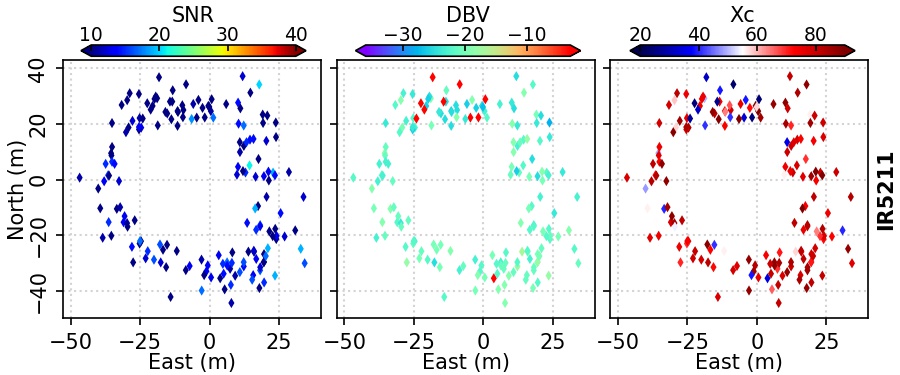 SNR DBV Xc
10 20 30 40 −30 −20 −10 20 40 60 80
40
20
0
−20
−40
North (m)
−50 −25 0 25 −50 −25 0 25 −50 −25 0 25
East (m) East (m) East (m)
IR5211